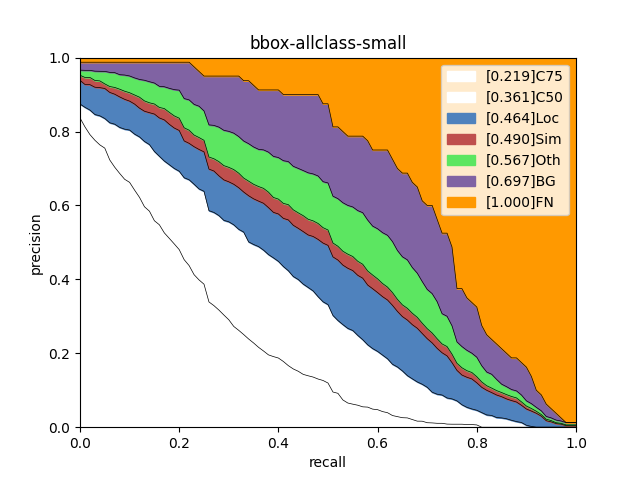 bbox-allclass-small
[0.219]C75
[0.361]C50
[0.464]Loc
[0.490]Sim
[0.567]Oth
[0.697]BG
[1.000]FN
1.0
0.8
0.6
0.4
0.2
0.0
precision
0.0 0.2 0.4 0.6 0.8 1.0
recall